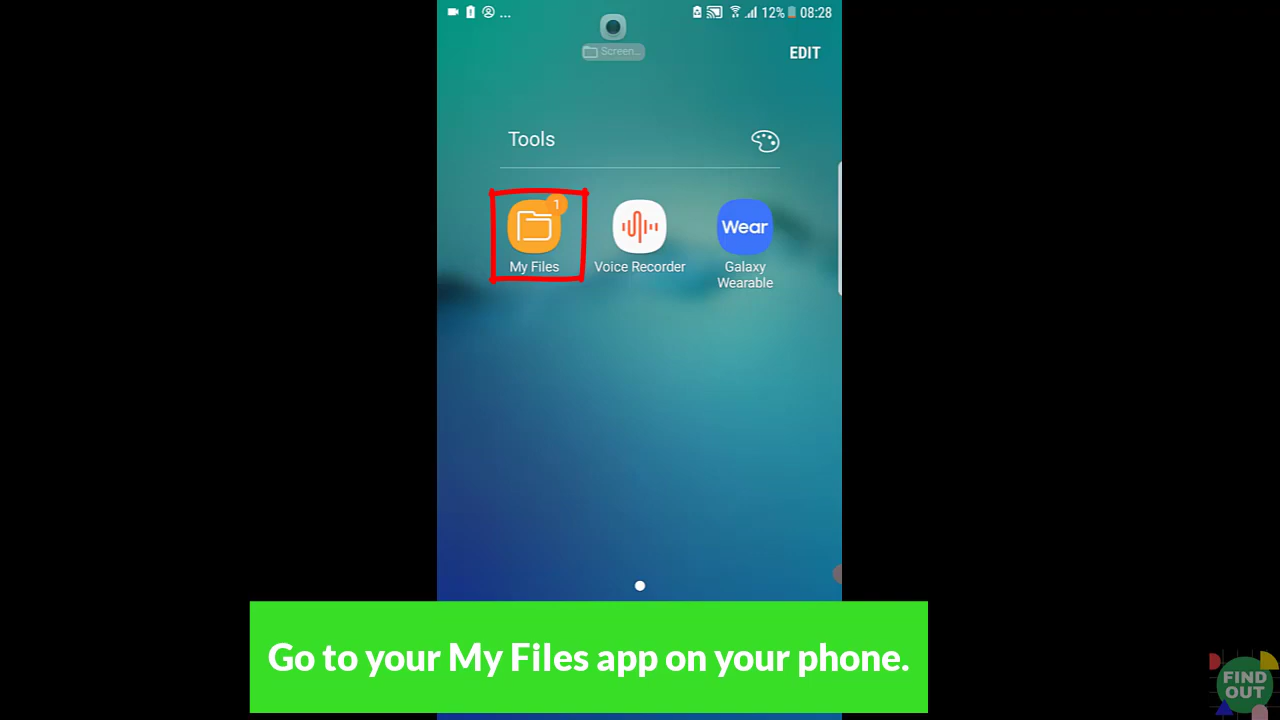 ... 12% 08:28
Screen...
EDIT
Tools
1
My Files
Voice Recorder
Wear
Galaxy
Wearable
Go to your My Files app on your phone.
FIND
OUT